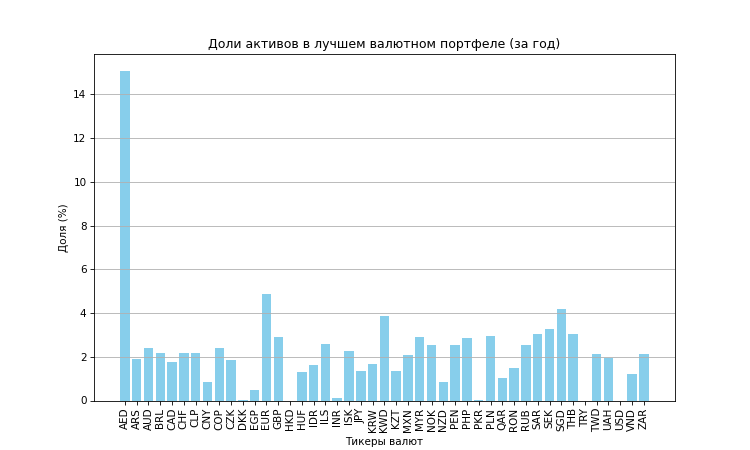 Доли активов в лучшем валютном портфеле (за год)
Доля (%)
14
12
10
8
6
4
2
0
AED ARS AUD BRL CAD CHF CLP CNY COP CZK DKK EGP EUR GBP HKD HUF IDR ILS INR ISK JPY KRW KWD KZT MXN MYR NOK NZD PEN PHP PKR PLN QAR RON RUB SAR SEK SGD THB TRY TWD UAH USD VND ZAR
Тикеры валют